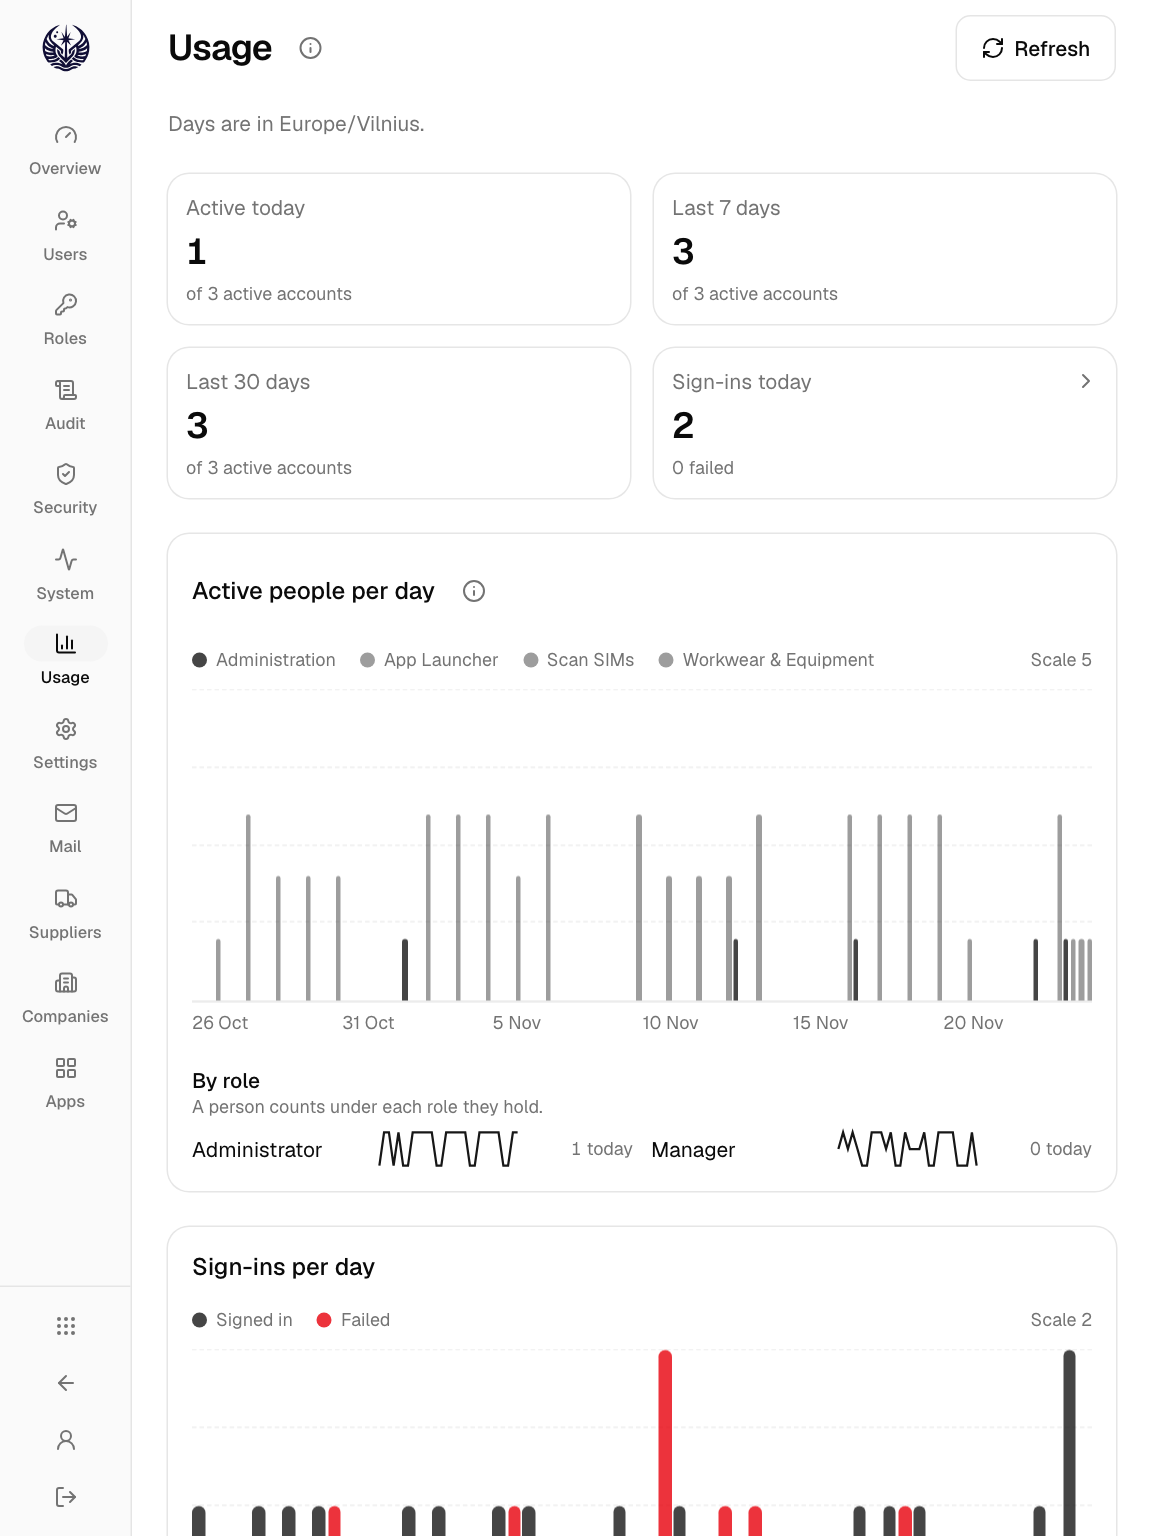 Usage
Refresh
Days are in Europe/Vilnius.
Active today
1
of 3 active accounts
Last 7 days
3
of 3 active accounts
Last 30 days
3
of 3 active accounts
Sign-ins today
2
0 failed
Overview
Users
Roles
Audit
Security
System
Usage
Settings
Mail
Suppliers
Companies
Apps
Active people per day
Administration App Launcher Scan SIMs Workwear & Equipment Scale 5
26 Oct 31 Oct 5 Nov 10 Nov 15 Nov 20 Nov
By role
A person counts under each role they hold.
Administrator 1 today Manager 0 today
Sign-ins per day
Signed in Failed Scale 2